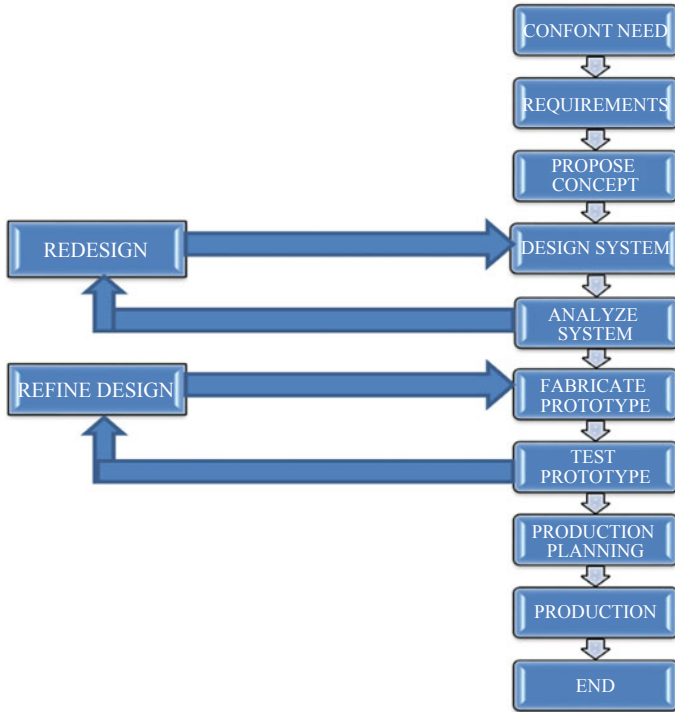 CONFONT NEED
REQUIREMENTS
PROPOSE
CONCEPT
REDESIGN
DESIGN SYSTEM
ANALYZE
SYSTEM
REFINE DESIGN
FABRICATE
PROTOTYPE
TEST
PROTOTYPE
PRODUCTION
PLANNING
PRODUCTION
END